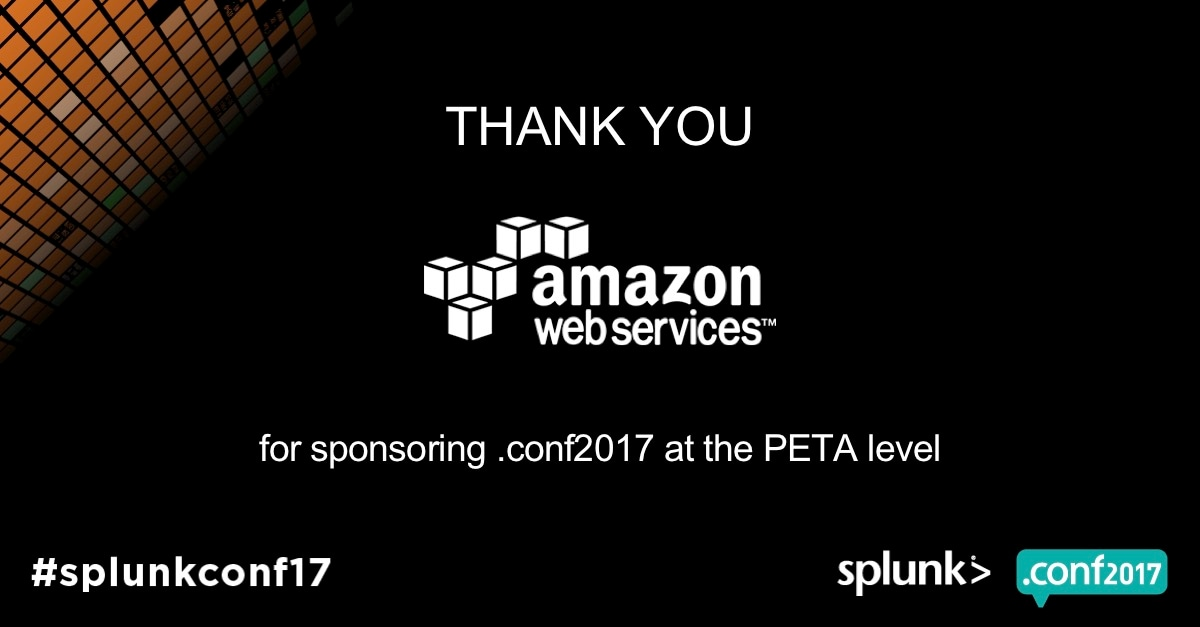 THANK YOU
amazon
web services™
for sponsoring .conf2017 at the PETA level
#splunkconf17
splunk>
.conf2017